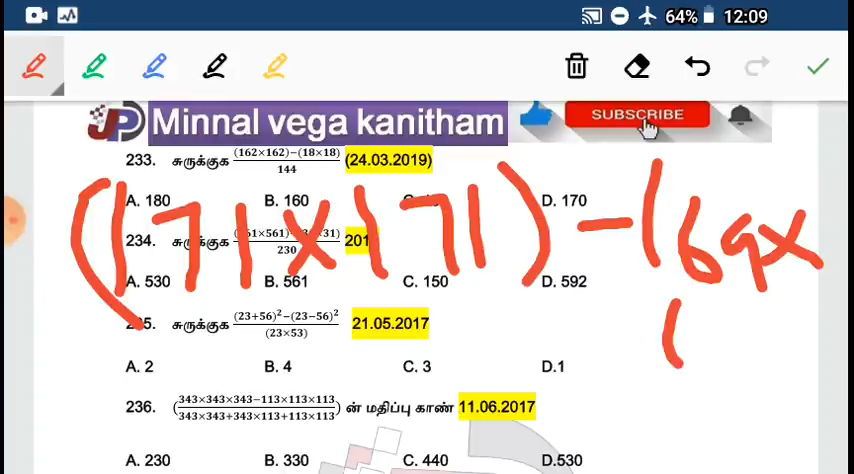 64% 12:09
Minnal vega kanitham
SUBSCRIBE
233. சுருக்குக (162×162)−(18×18)/144 (24.03.2019)
A. 180 B. 160 D. 170
(171×171) − (169×
234. 230 201
A. 530 B. 561 C. 150 D. 592
(
சுருக்குக (23+56)²−(23−56)²/(23×53) 21.05.2017
A. 2 B. 4 C. 3 D.1
236. (343×343×343−113×113×113/343×343+343×113+113×113) ன் மதிப்பு காண் 11.06.2017
A. 230 B. 330 C. 440 D.530